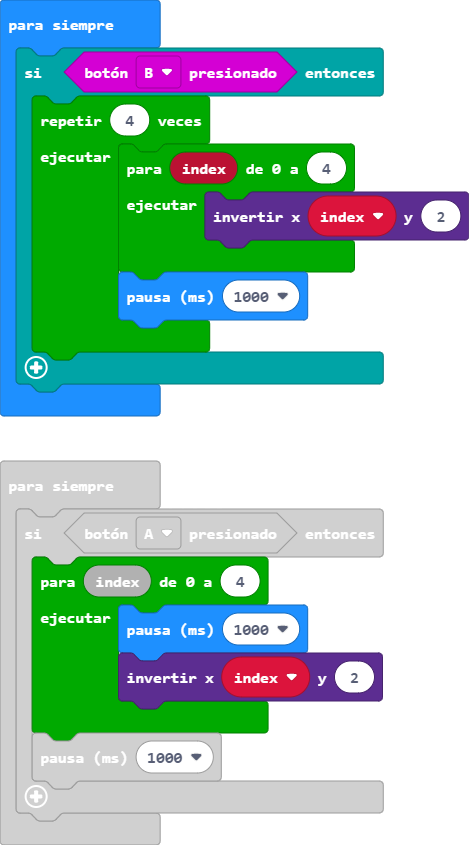 para siempre
si botón B presionado entonces
repetir 4 veces
ejecutar
para index de 0 a 4
ejecutar
invertir x index y 2
pausa (ms) 1000
para siempre
si botón A presionado entonces
para index de 0 a 4
ejecutar
pausa (ms) 1000
invertir x index y 2
pausa (ms) 1000